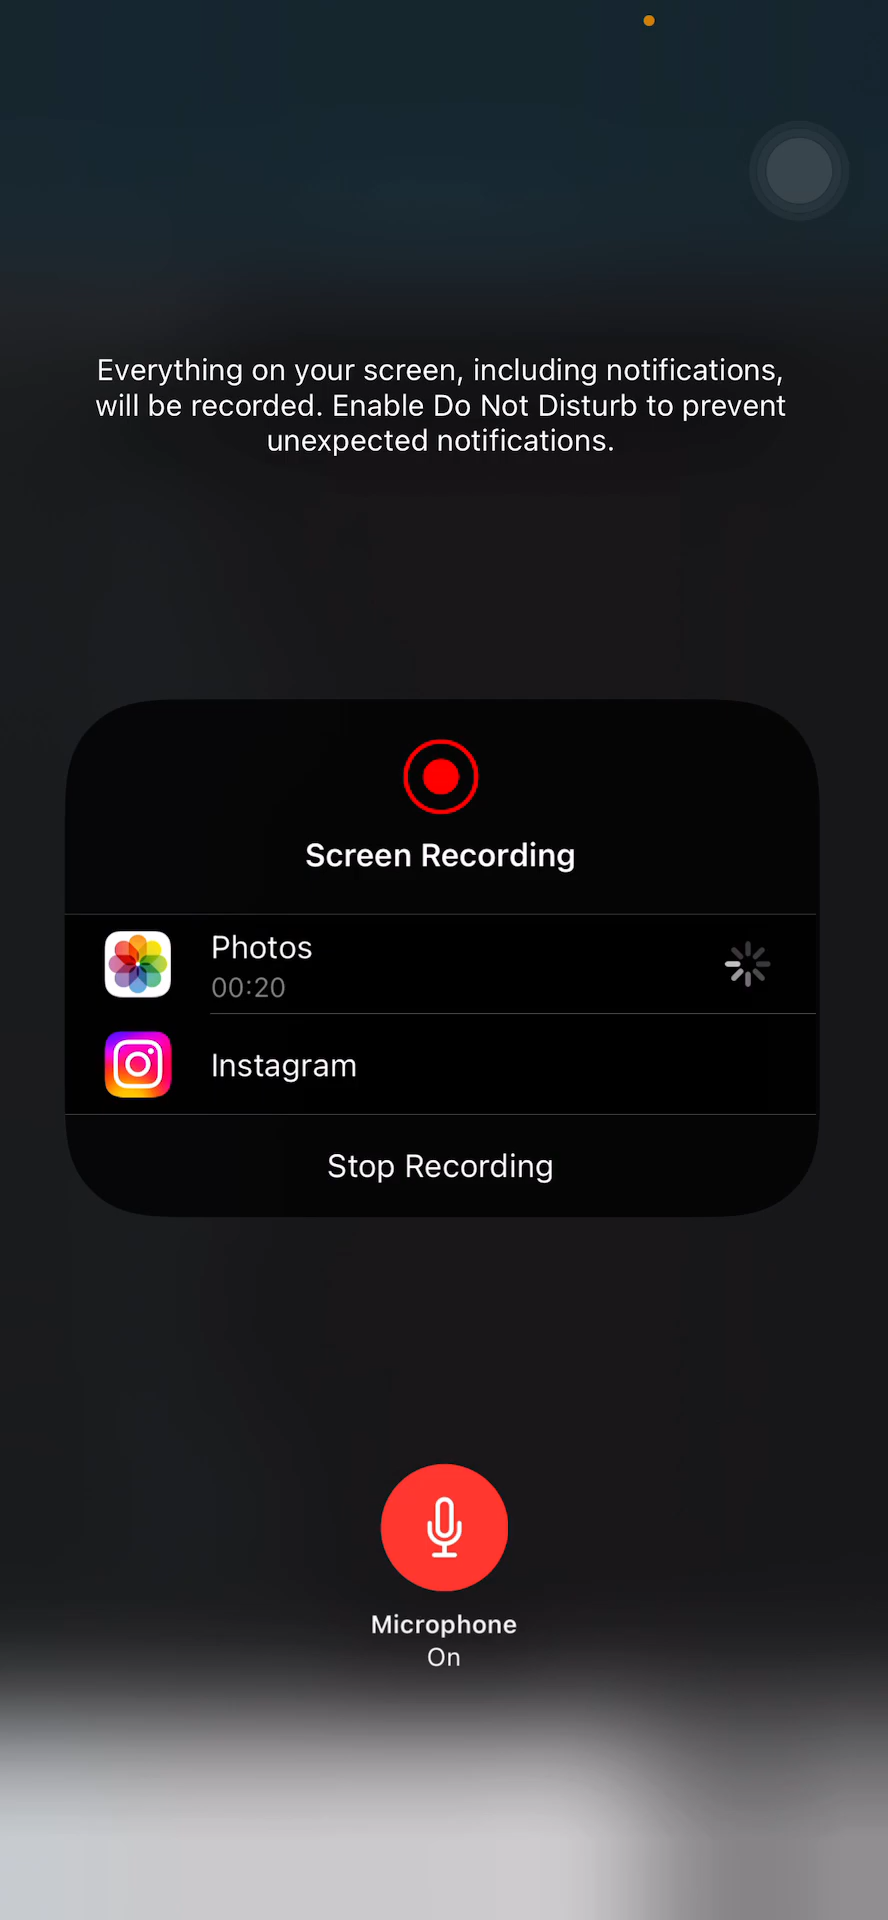 Everything on your screen, including notifications,
will be recorded. Enable Do Not Disturb to prevent
unexpected notifications.
Screen Recording
Photos
00:20
Instagram
Stop Recording
Microphone
On